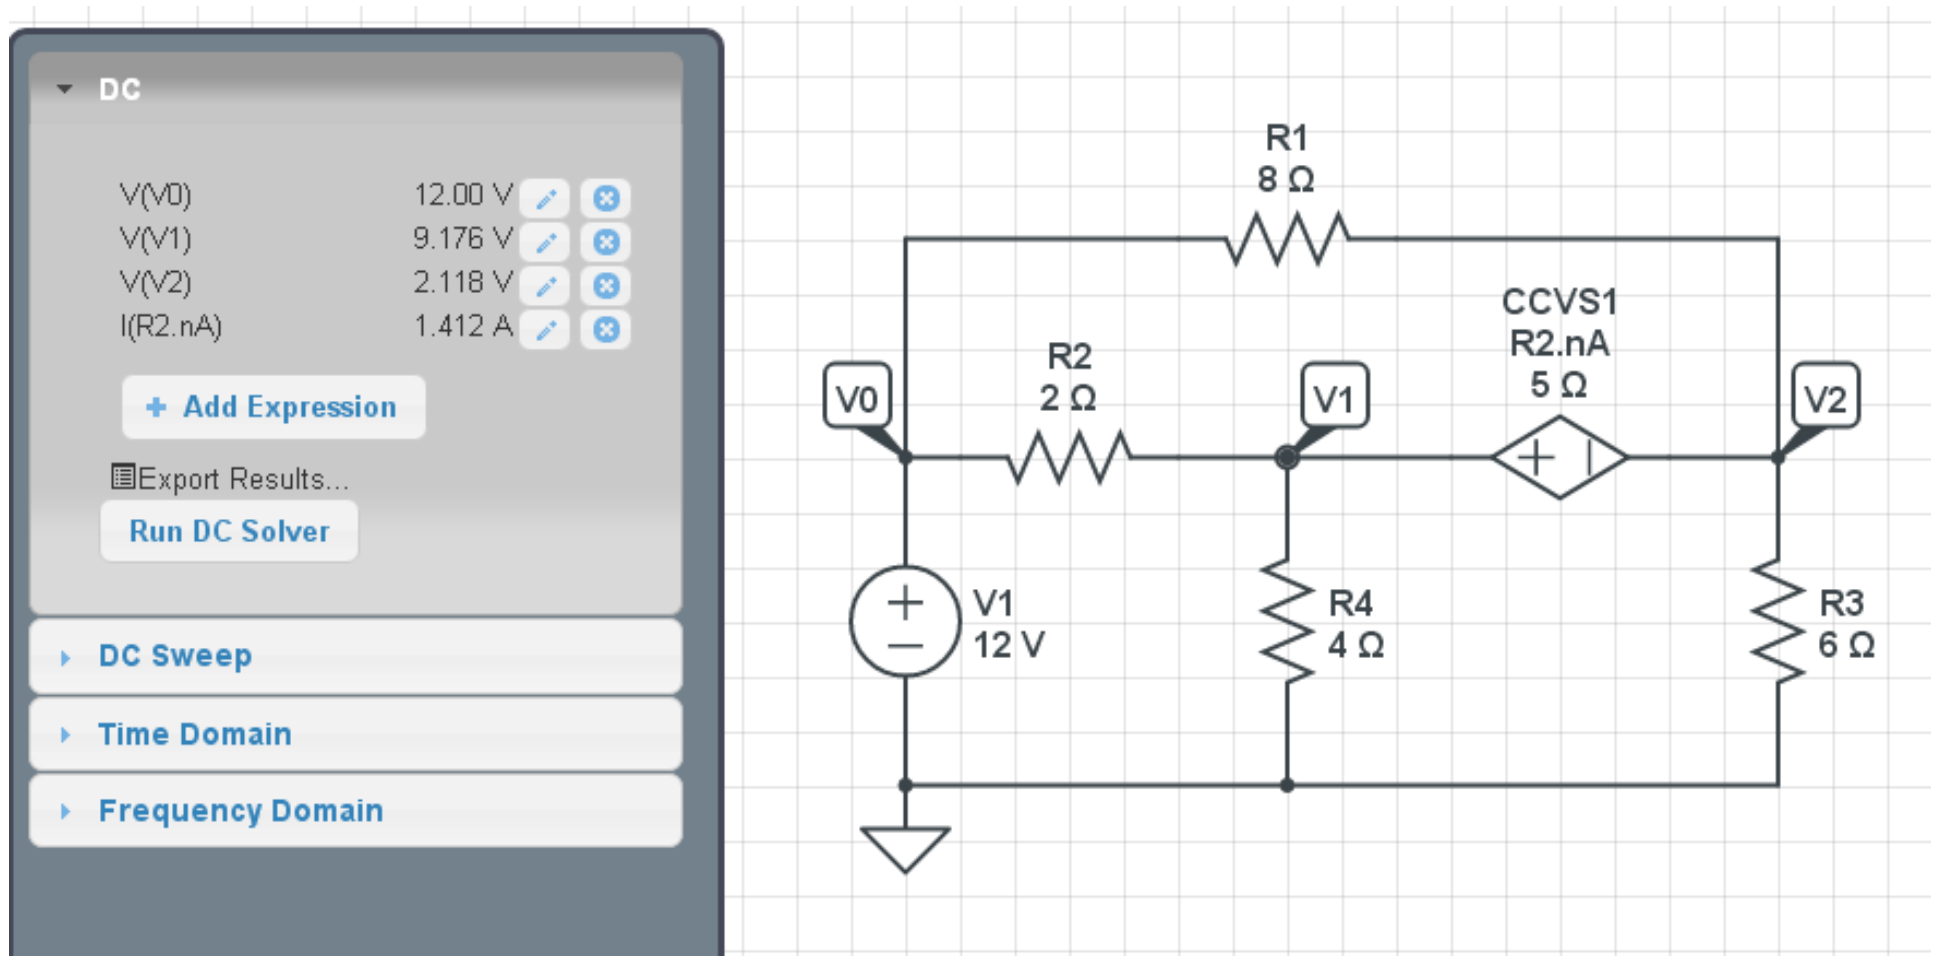 DC
V(V0) 12.00 V
V(V1) 9.176 V
V(V2) 2.118 V
I(R2.nA) 1.412 A
+ Add Expression
Export Results...
Run DC Solver
DC Sweep
Time Domain
Frequency Domain
R1
8 Ω
CCVS1
R2.nA
5 Ω
R2
2 Ω
V0
V1
V2
+ −
V1
12 V
+
−
R4
4 Ω
R3
6 Ω